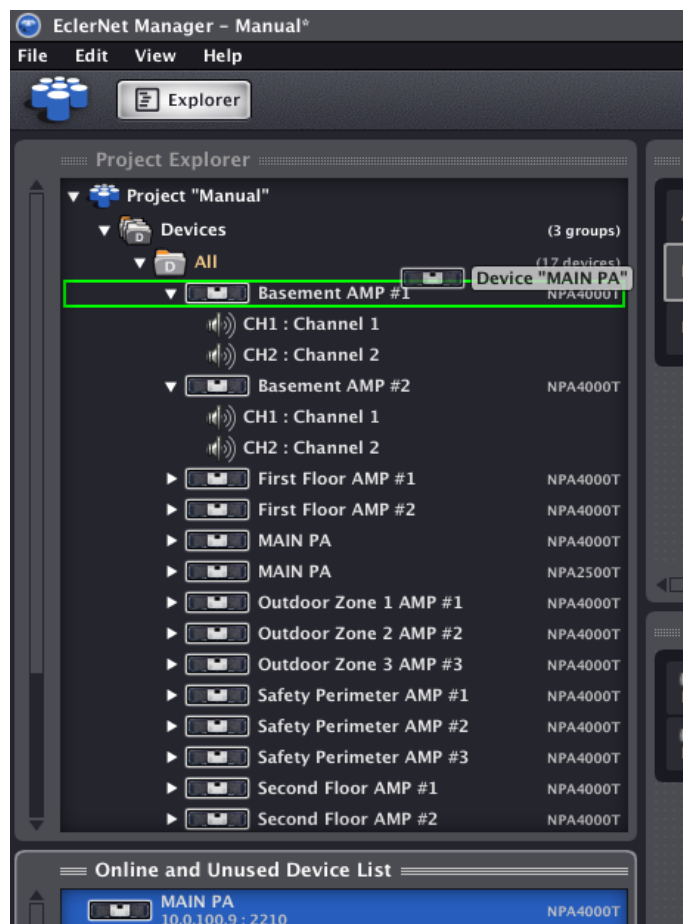 EclerNet Manager – Manual*
File Edit View Help
Explorer
Project Explorer
Project "Manual"
Devices (3 groups)
All (17 devices)
Device "MAIN PA"
Basement AMP #1 NPA4000T
CH1 : Channel 1
CH2 : Channel 2
Basement AMP #2 NPA4000T
CH1 : Channel 1
CH2 : Channel 2
First Floor AMP #1 NPA4000T
First Floor AMP #2 NPA4000T
MAIN PA NPA4000T
MAIN PA NPA2500T
Outdoor Zone 1 AMP #1 NPA4000T
Outdoor Zone 2 AMP #2 NPA4000T
Outdoor Zone 3 AMP #3 NPA4000T
Safety Perimeter AMP #1 NPA4000T
Safety Perimeter AMP #2 NPA4000T
Safety Perimeter AMP #3 NPA4000T
Second Floor AMP #1 NPA4000T
Second Floor AMP #2 NPA4000T
Online and Unused Device List
MAIN PA NPA4000T
10.0.100.9 : 2210